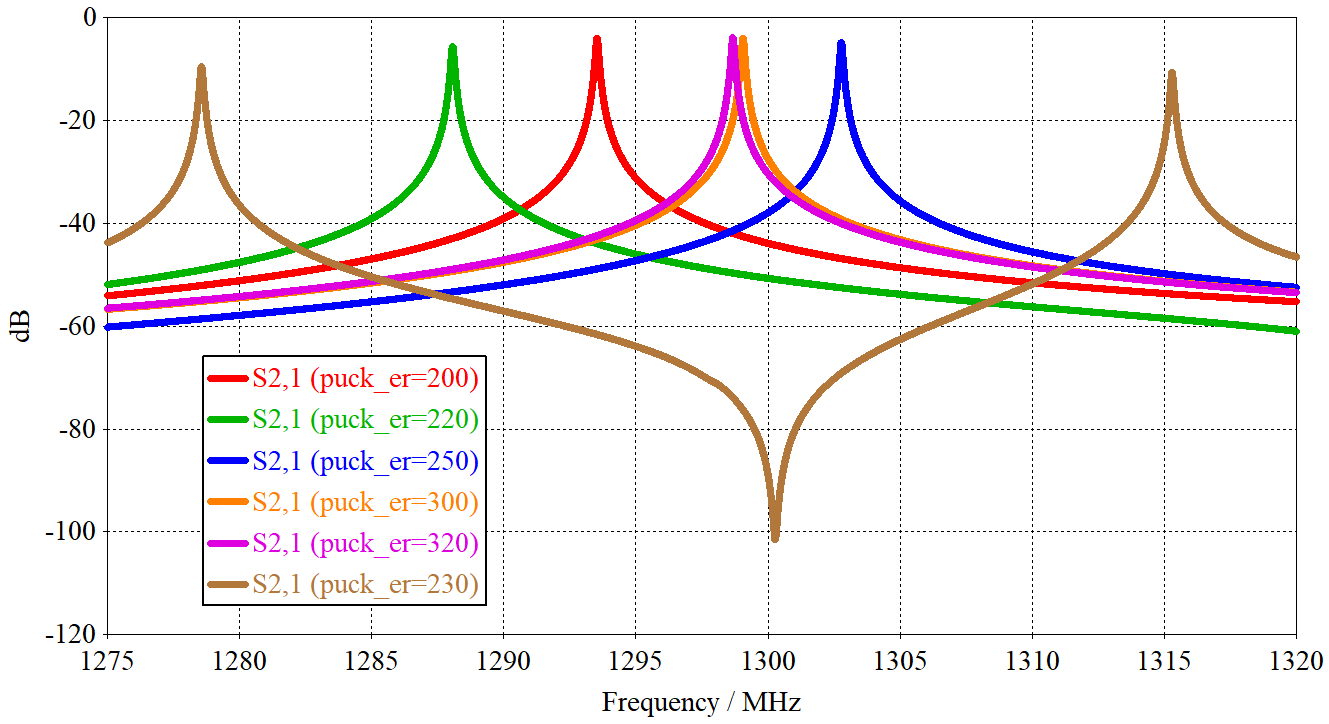 0
-20
-40
-60
-80
-100
-120
dB
S2,1 (puck_er=200)
S2,1 (puck_er=220)
S2,1 (puck_er=250)
S2,1 (puck_er=300)
S2,1 (puck_er=320)
S2,1 (puck_er=230)
1275 1280 1285 1290 1295 1300 1305 1310 1315 1320
Frequency / MHz